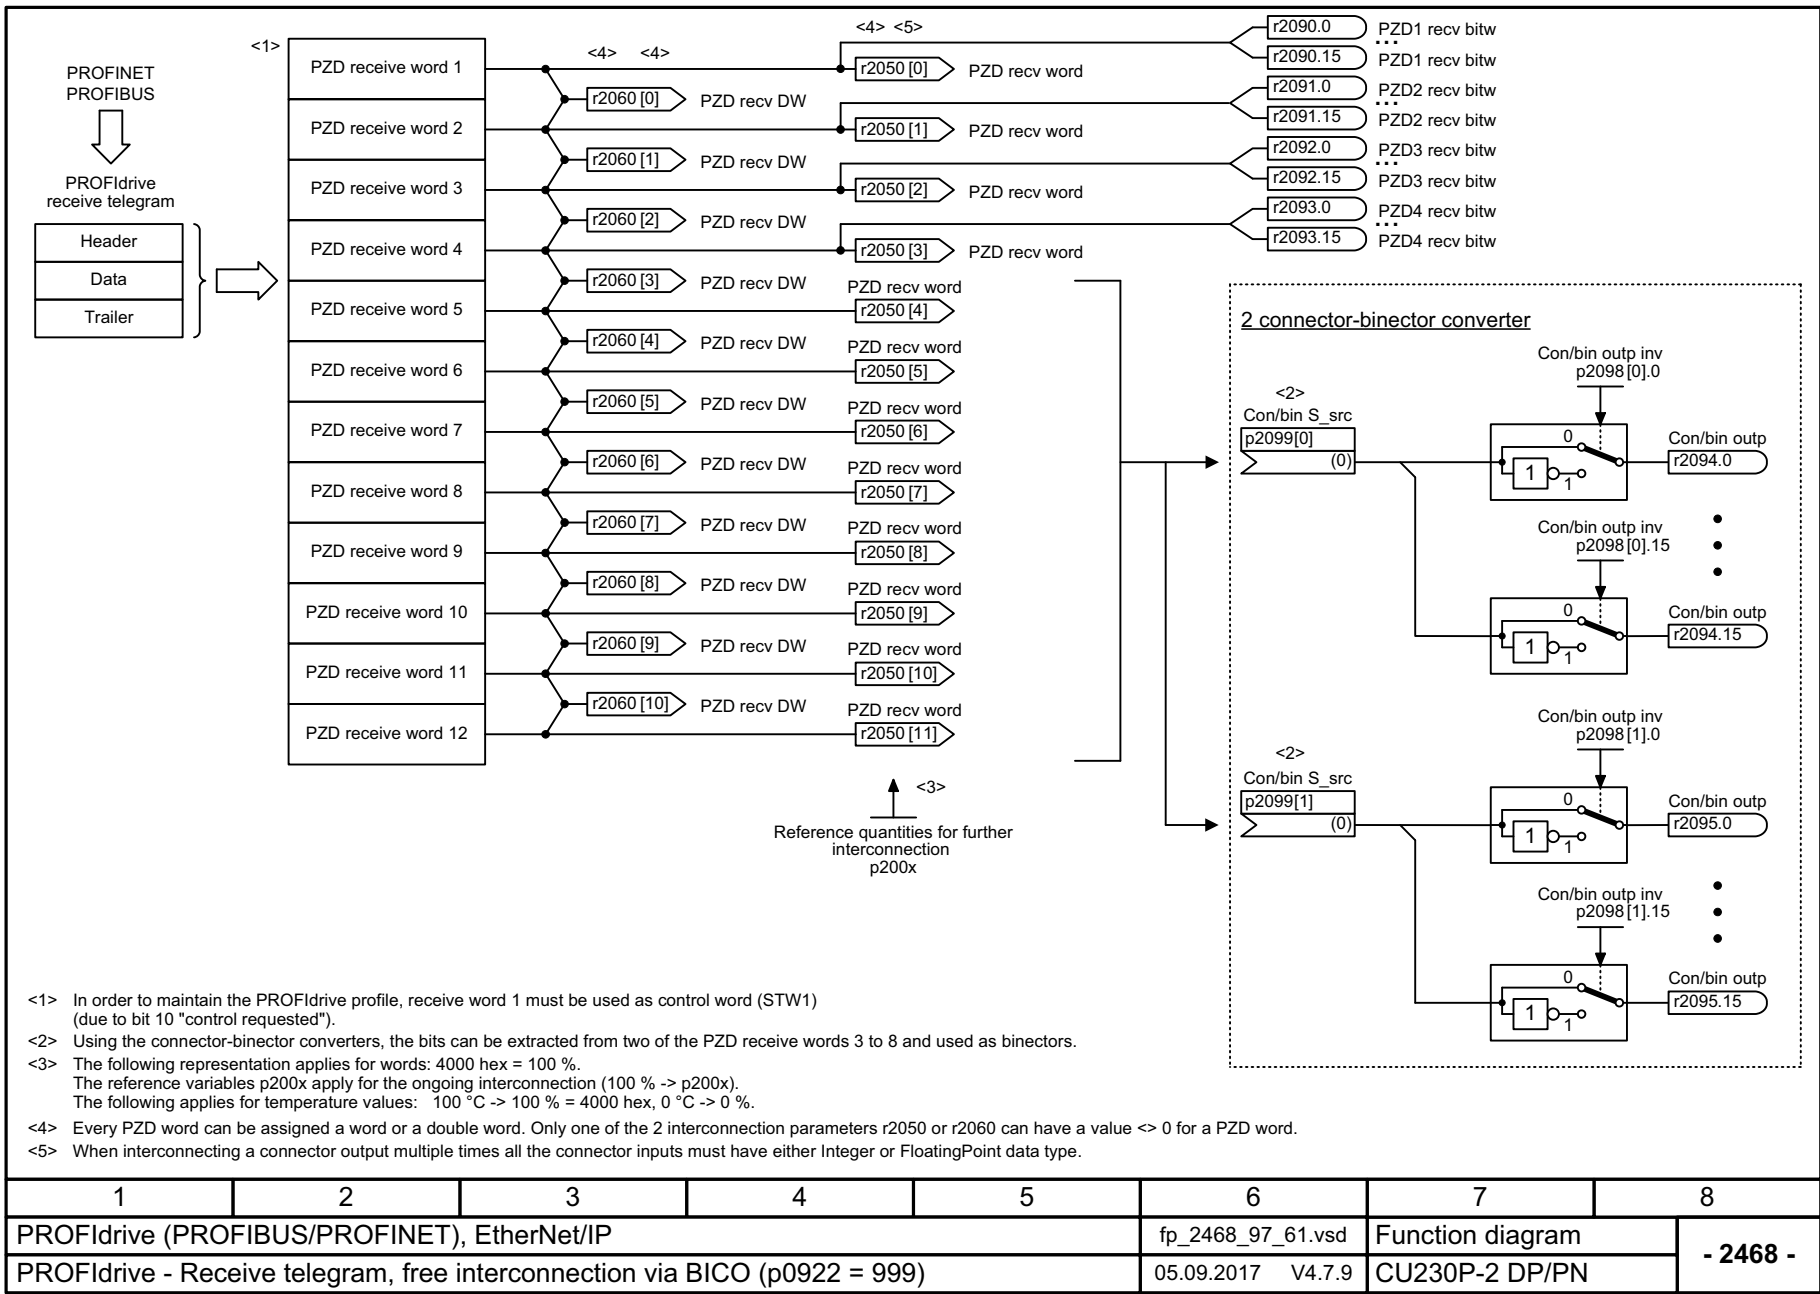 PROFINET
PROFIBUS
PROFIdrive
receive telegram
Header
Data
Trailer
<1>
PZD receive word 1
PZD receive word 2
PZD receive word 3
PZD receive word 4
PZD receive word 5
PZD receive word 6
PZD receive word 7
PZD receive word 8
PZD receive word 9
PZD receive word 10
PZD receive word 11
PZD receive word 12
<4> <4>
r2060 [0] PZD recv DW
r2060 [1] PZD recv DW
r2060 [2] PZD recv DW
r2060 [3] PZD recv DW
r2060 [4] PZD recv DW
r2060 [5] PZD recv DW
r2060 [6] PZD recv DW
r2060 [7] PZD recv DW
r2060 [8] PZD recv DW
r2060 [9] PZD recv DW
r2060 [10] PZD recv DW
<4> <5>
r2050 [0] PZD recv word
r2050 [1] PZD recv word
r2050 [2] PZD recv word
r2050 [3] PZD recv word
PZD recv word
r2050 [4]
PZD recv word
r2050 [5]
PZD recv word
r2050 [6]
PZD recv word
r2050 [7]
PZD recv word
r2050 [8]
PZD recv word
r2050 [9]
PZD recv word
r2050 [10]
PZD recv word
r2050 [11]
<3>
Reference quantities for further
interconnection
p200x
r2090.0 PZD1 recv bitw
...
r2090.15 PZD1 recv bitw
r2091.0 PZD2 recv bitw
...
r2091.15 PZD2 recv bitw
r2092.0 PZD3 recv bitw
...
r2092.15 PZD3 recv bitw
r2093.0 PZD4 recv bitw
...
r2093.15 PZD4 recv bitw
2 connector-binector converter
Con/bin outp inv
p2098 [0].0
<2>
Con/bin S_src
p2099[0]
(0)
0
1
1
Con/bin outp
r2094.0
Con/bin outp inv
p2098 [0].15
0
1
1
Con/bin outp
r2094.15
Con/bin outp inv
p2098 [1].0
<2>
Con/bin S_src
p2099[1]
(0)
0
1
1
Con/bin outp
r2095.0
Con/bin outp inv
p2098 [1].15
0
1
1
Con/bin outp
r2095.15
<1> In order to maintain the PROFIdrive profile, receive word 1 must be used as control word (STW1)
(due to bit 10 "control requested").
<2> Using the connector-binector converters, the bits can be extracted from two of the PZD receive words 3 to 8 and used as binectors.
<3> The following representation applies for words: 4000 hex = 100 %.
The reference variables p200x apply for the ongoing interconnection (100 % -> p200x).
The following applies for temperature values: 100 °C -> 100 % = 4000 hex, 0 °C -> 0 %.
<4> Every PZD word can be assigned a word or a double word. Only one of the 2 interconnection parameters r2050 or r2060 can have a value <> 0 for a PZD word.
<5> When interconnecting a connector output multiple times all the connector inputs must have either Integer or FloatingPoint data type.
1 2 3 4 5 6 7 8
PROFIdrive (PROFIBUS/PROFINET), EtherNet/IP fp_2468_97_61.vsd Function diagram
- 2468 -
PROFIdrive - Receive telegram, free interconnection via BICO (p0922 = 999) 05.09.2017 V4.7.9 CU230P-2 DP/PN